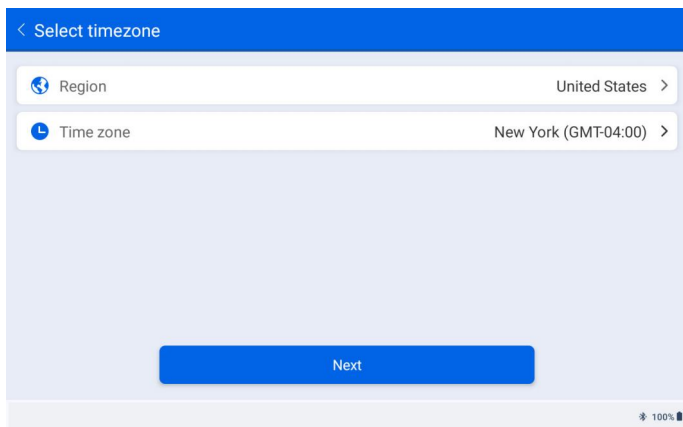 Select timezone
Region United States
Time zone New York (GMT-04:00)
Next
100%